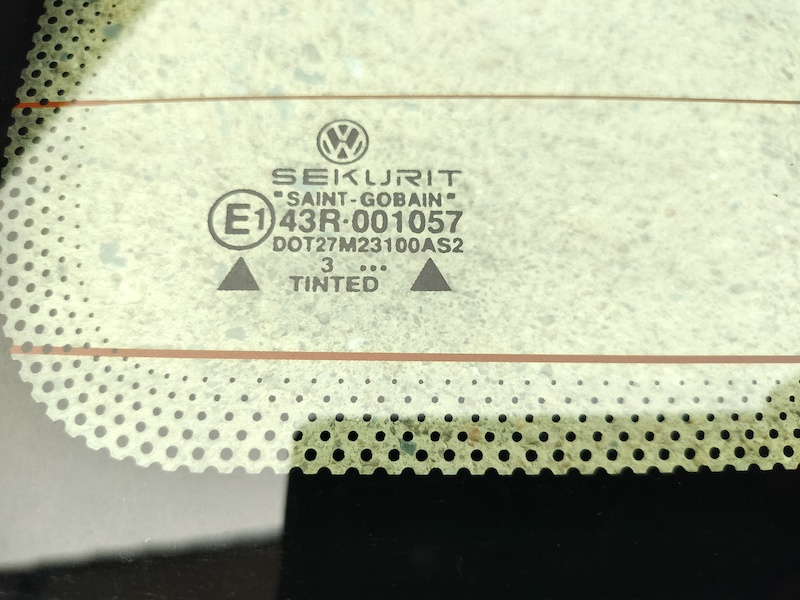 SEKURIT
"SAINT-GOBAIN"
E1 43R-001057
DOT27M23100AS2
3 ...
TINTED